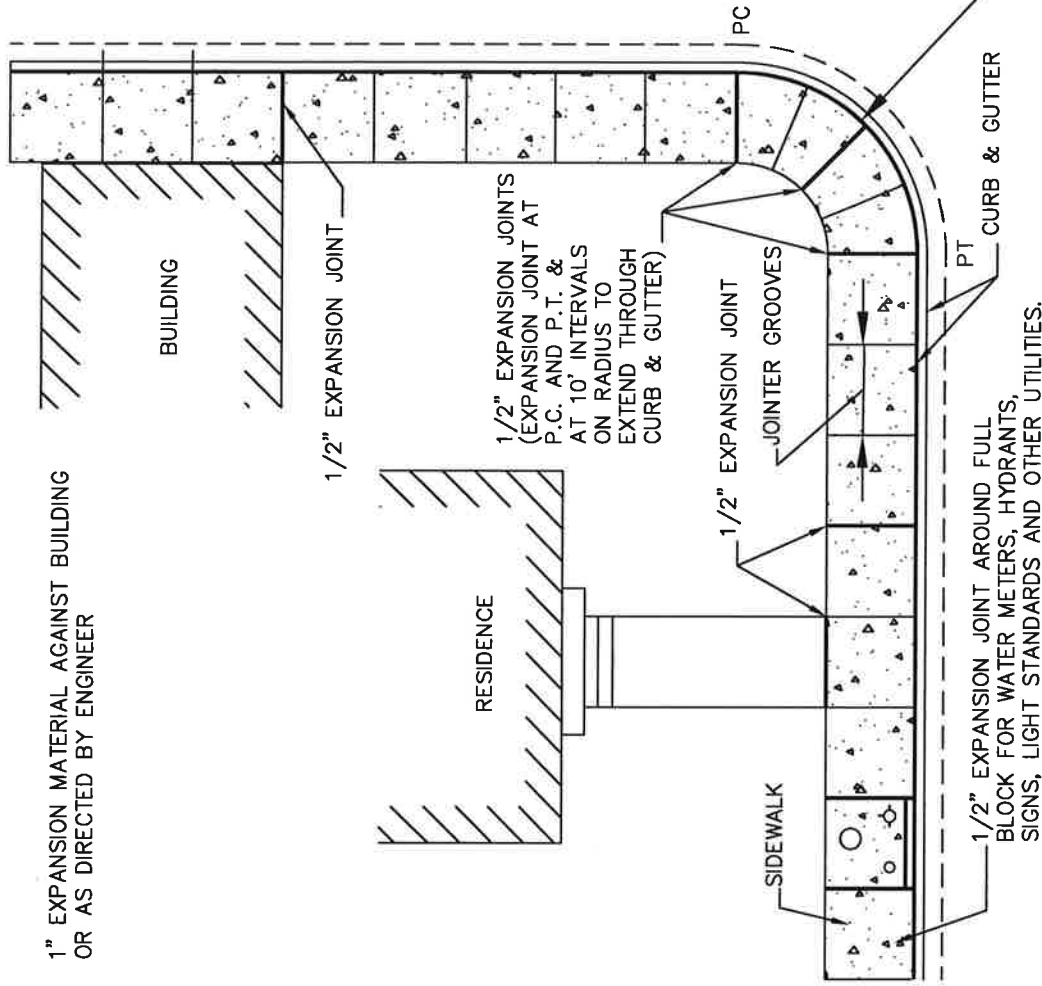 1" EXPANSION MATERIAL AGAINST BUILDING
OR AS DIRECTED BY ENGINEER
BUILDING
1/2" EXPANSION JOINT
RESIDENCE
1/2" EXPANSION JOINTS
(EXPANSION JOINT AT
P.C. AND P.T. &
AT 10' INTERVALS
ON RADIUS TO
EXTEND THROUGH
CURB & GUTTER)
PC
1/2" EXPANSION JOINT
JOINTER GROOVES
SIDEWALK
PT
CURB & GUTTER
1/2" EXPANSION JOINT AROUND FULL
BLOCK FOR WATER METERS, HYDRANTS,
SIGNS, LIGHT STANDARDS AND OTHER UTILITIES.